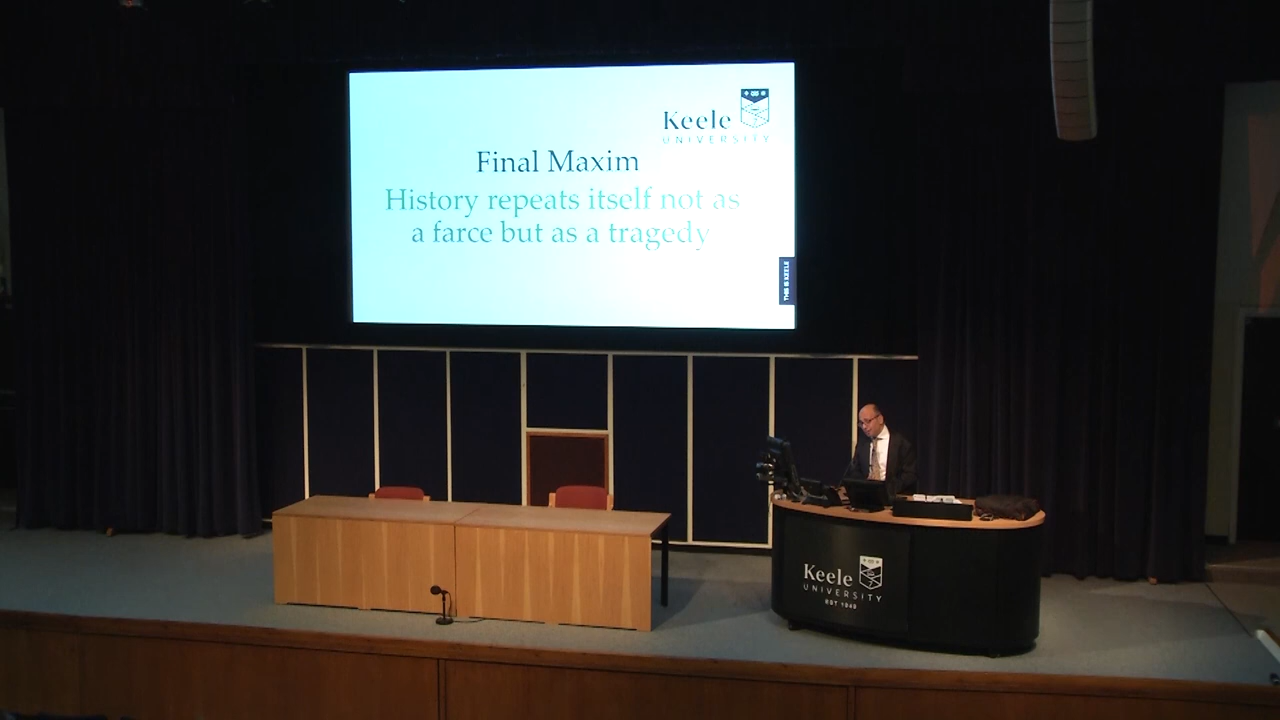 Keele
UNIVERSITY
Final Maxim
History repeats itself not as
a farce but as a tragedy
THIS IS KEELE
Keele
UNIVERSITY
EST 1949